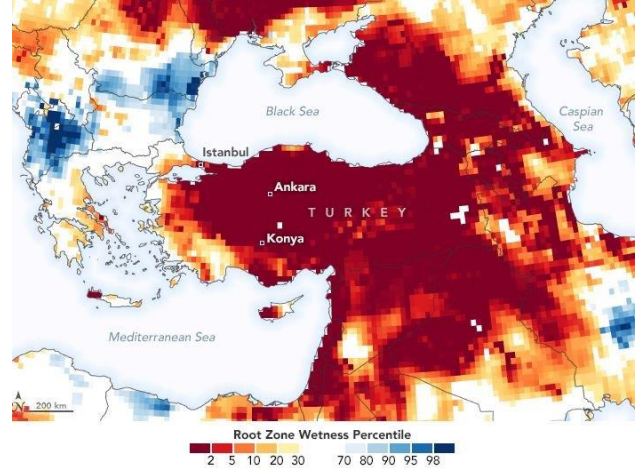 Black Sea
Caspian
Sea
Istanbul
Ankara
TURKEY
Konya
Mediterranean Sea
N
200 km
Root Zone Wetness Percentile
2 5 10 20 30 70 80 90 95 98